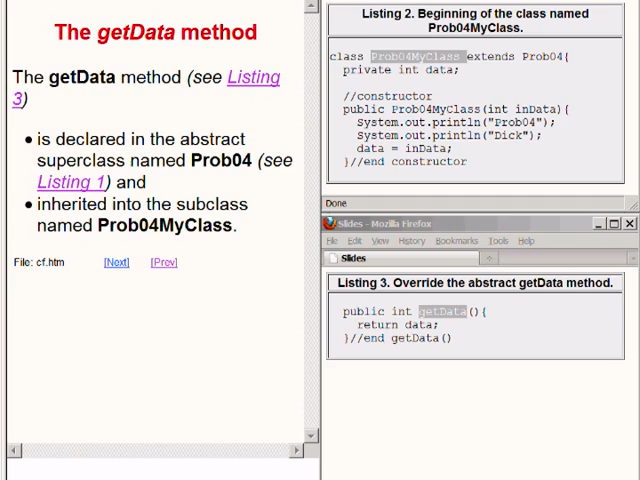 The getData method
The getData method (see Listing
3)
• is declared in the abstract
superclass named Prob04 (see
Listing 1) and
• inherited into the subclass
named Prob04MyClass.
File: cf.htm [Next] [Prev]
Listing 2. Beginning of the class named
Prob04MyClass.
class Prob04MyClass extends Prob04{
private int data;
//constructor
public Prob04MyClass(int inData){
System.out.println("Prob04");
System.out.println("Dick");
data = inData;
}//end constructor
Done
Slides - Mozilla Firefox
File Edit View History Bookmarks Tools Help
Slides
Listing 3. Override the abstract getData method.
public int getData(){
return data;
}//end getData()